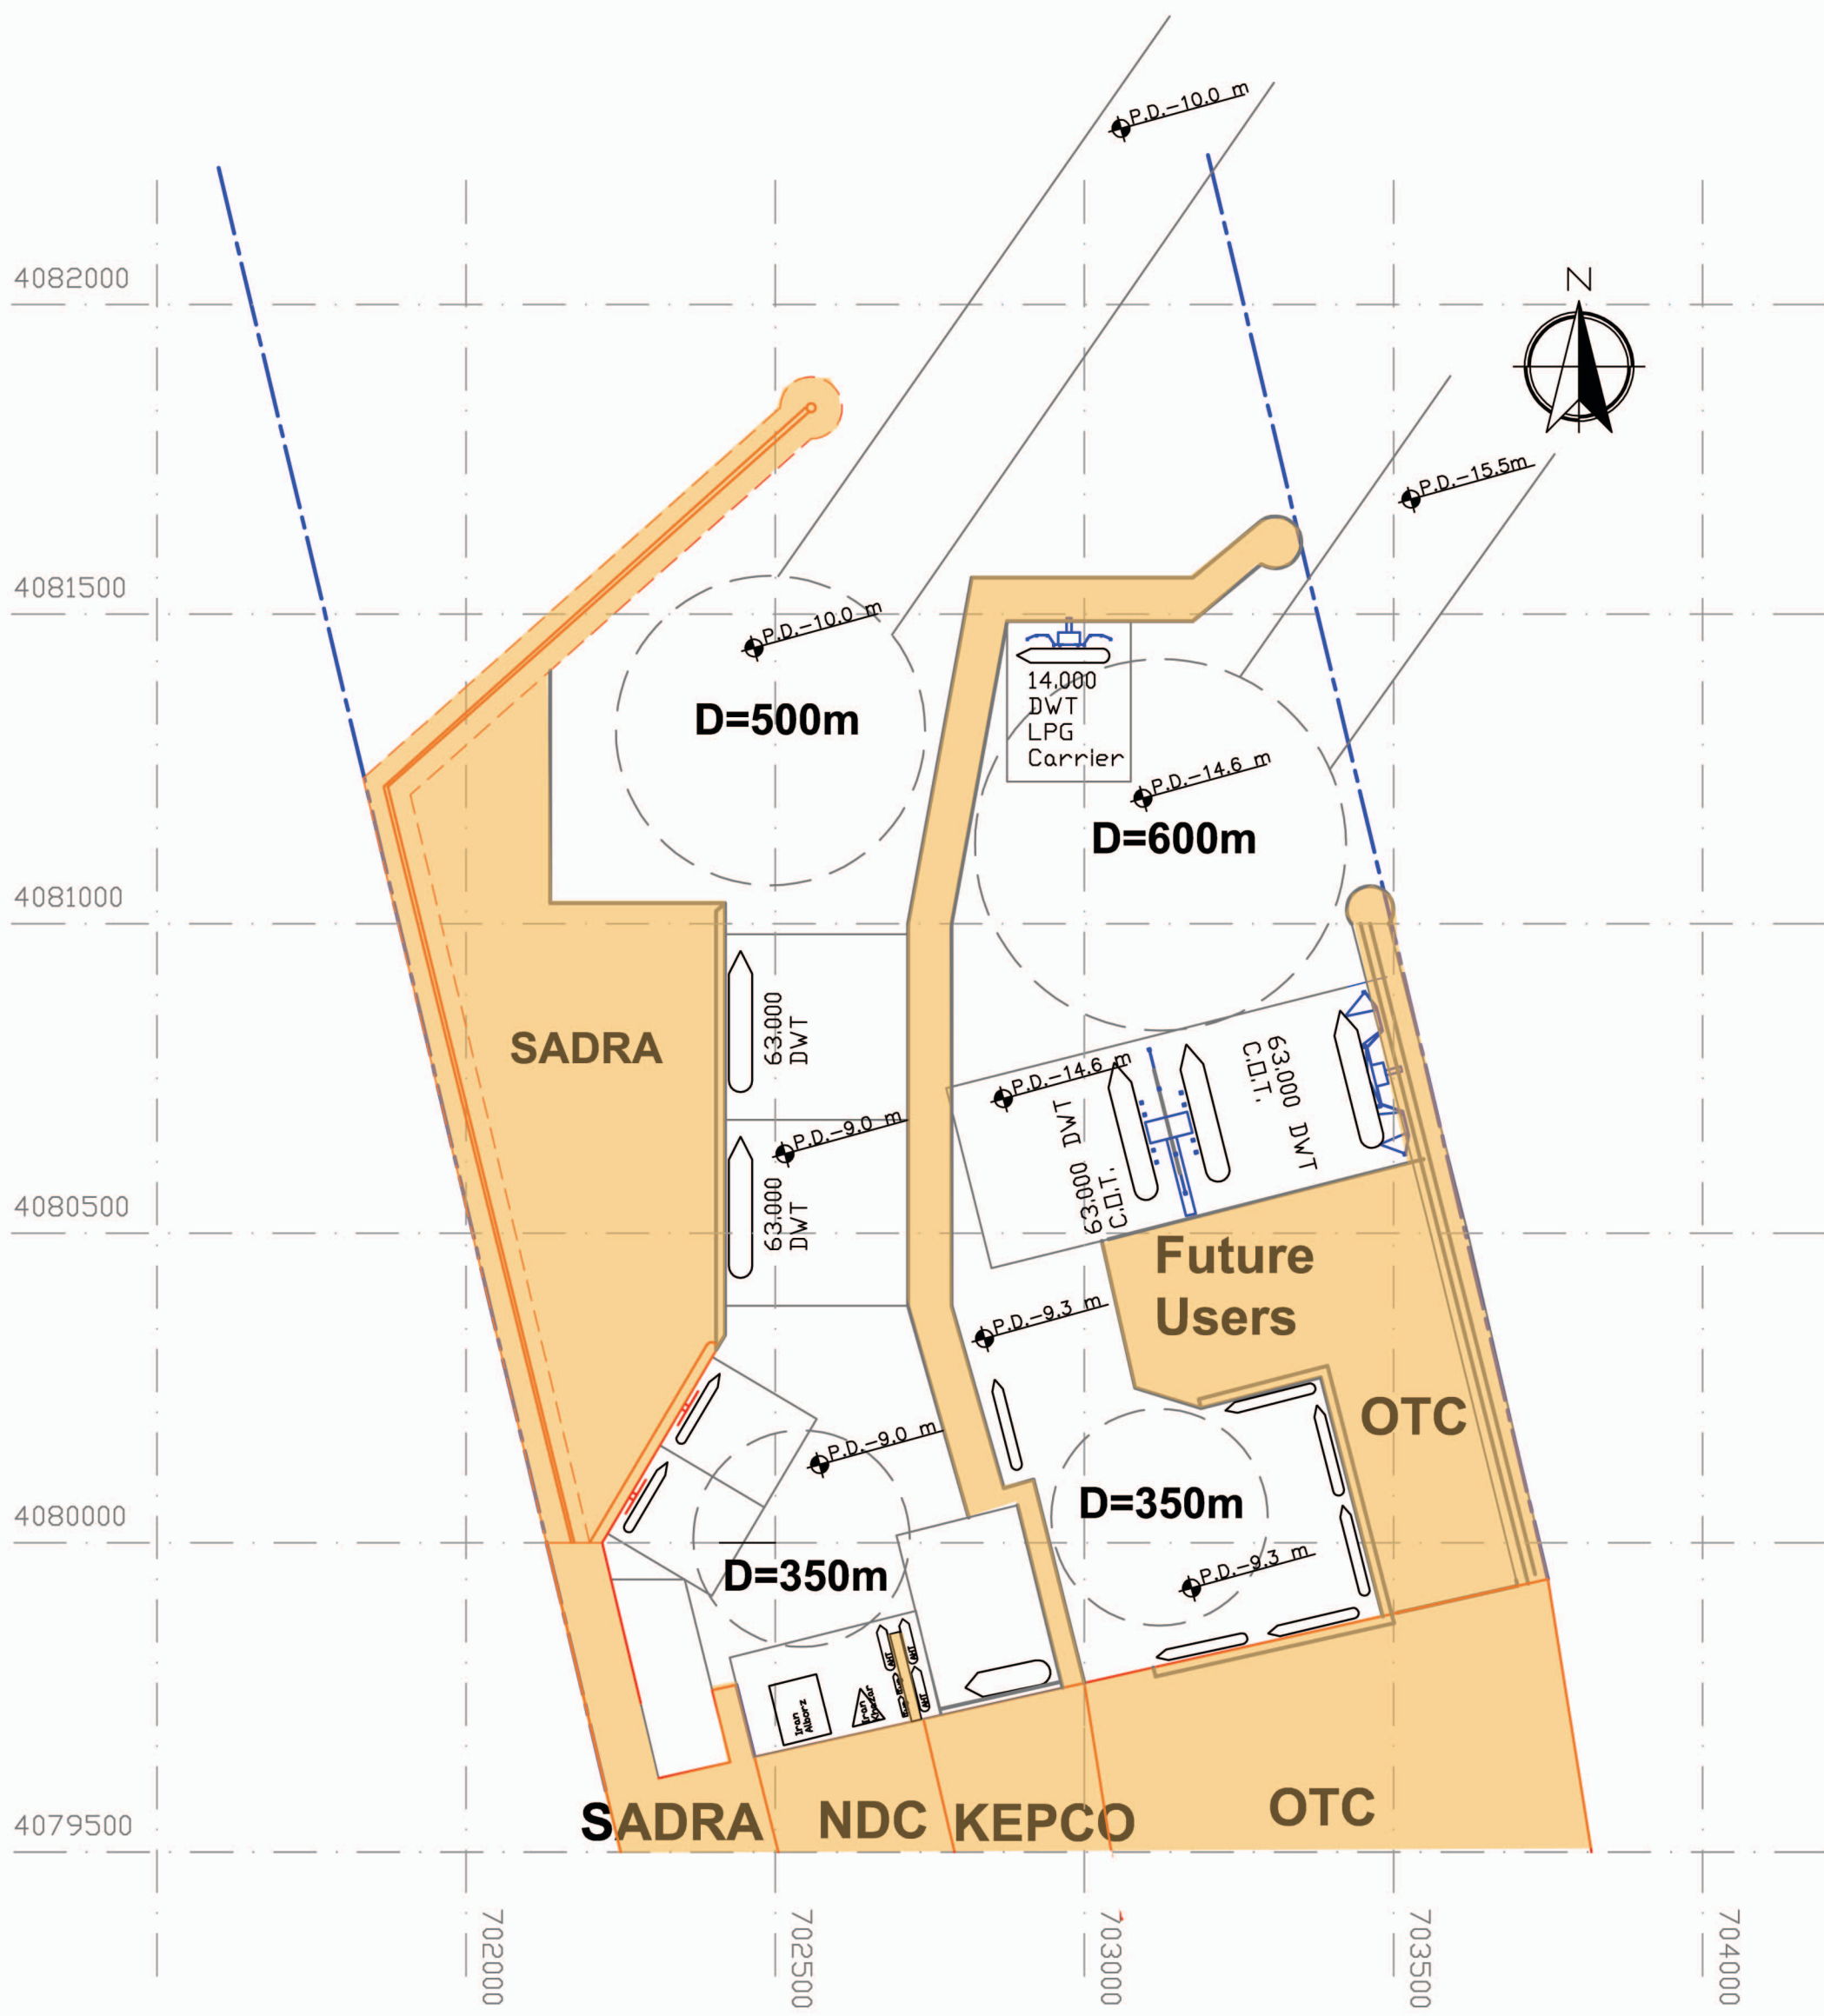 P.D.-10.0 m
4082000
N
P.D.-15.5m
4081500
P.D.-10.0 m
D=500m
14.000
DWT
LPG
Carrier
P.D.-14.6 m
D=600m
4081000
SADRA
63.000
DWT
P.D.-14.6 m
63.000 DWT
C.O.T.
P.D.-9.0 m
63.000 DWT
C.O.T.
4080500
63.000
DWT
Future
Users
P.D.-9.3 m
OTC
P.D.-9.0 m
4080000
D=350m
P.D.-9.3 m
D=350m
Iran
Alborz
Iran
Khazar
4079500
SADRA
NDC
KEPCO
OTC
702000
702500
703000
703500
704000